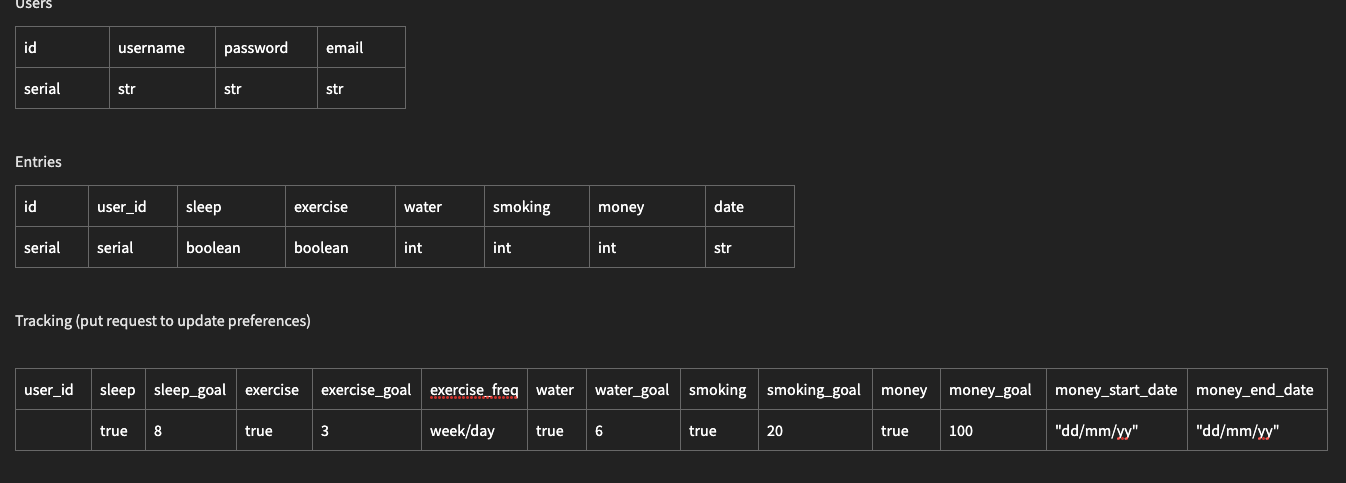 Users
id username password email
serial str str str
Entries
id user_id sleep exercise water smoking money date
serial serial boolean boolean int int int str
Tracking (put request to update preferences)
user_id sleep sleep_goal exercise exercise_goal exercise_freq water water_goal smoking smoking_goal money money_goal money_start_date money_end_date
true 8 true 3 week/day true 6 true 20 true 100 "dd/mm/yy" "dd/mm/yy"